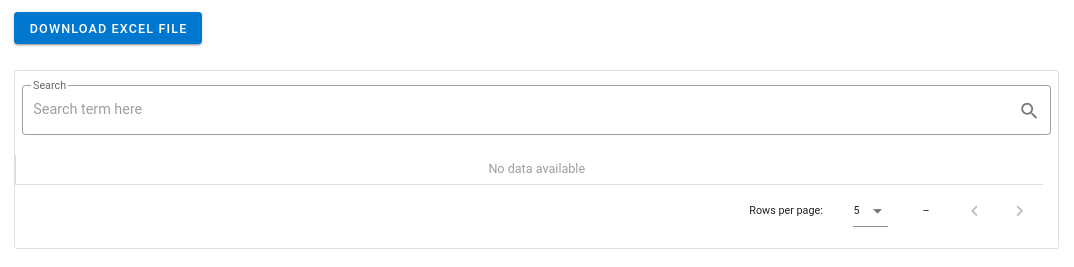 DOWNLOAD EXCEL FILE
Search
Search term here
No data available
Rows per page: 5 –